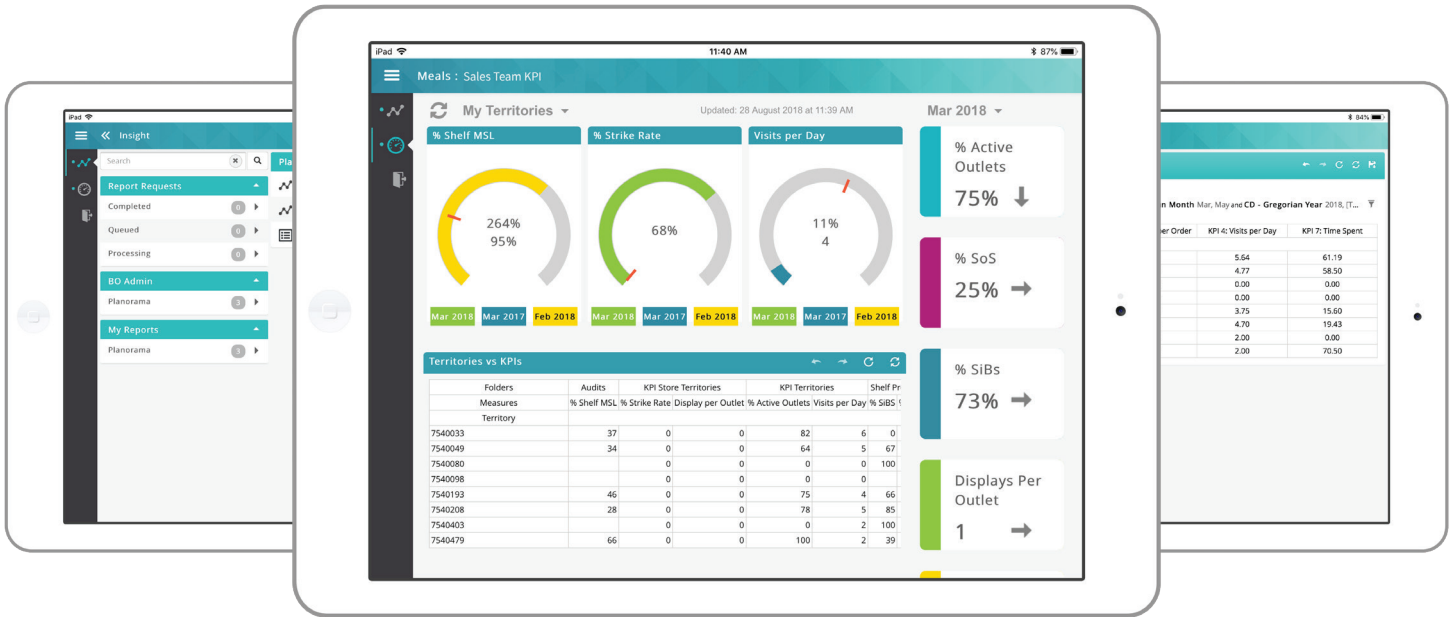 iPad
Insight
Search
Report Requests
Completed 0
Queued 0
Processing 0
BO Admin
Planorama 3
My Reports
Planorama 3
iPad 11:40 AM 87%
Meals : Sales Team KPI
My Territories Updated: 28 August 2018 at 11:39 AM Mar 2018
% Shelf MSL % Strike Rate Visits per Day
264% 68% 11%
95% 4
Mar 2018 Mar 2017 Feb 2018 Mar 2018 Mar 2017 Feb 2018 Mar 2018 Mar 2017 Feb 2018
Territories vs KPIs
Folders Audits KPI Store Territories KPI Territories Shelf
Measures % Shelf MSL % Strike Rate Display per Outlet % Active Outlets Visits per Day % SiBS
Territory
7540033 37 0 0 82 6 0
7540049 34 0 0 64 5 67
7540080 0 0 0 0 100
7540098 0 0 0 0
7540193 46 0 0 75 4 66
7540208 28 0 0 78 5 85
7540403 0 0 0 2 100
7540479 66 0 0 100 2 39
% Active
Outlets
75%
% SoS
25%
% SiBs
73%
Displays Per
Outlet
1
84%
Month Mar, May and CD - Gregorian Year 2018, [T...
Order KPI 4: Visits per Day KPI 7: Time Spent
5.64 61.19
4.77 58.50
0.00 0.00
0.00 0.00
3.75 15.60
4.70 19.43
2.00 0.00
2.00 70.50